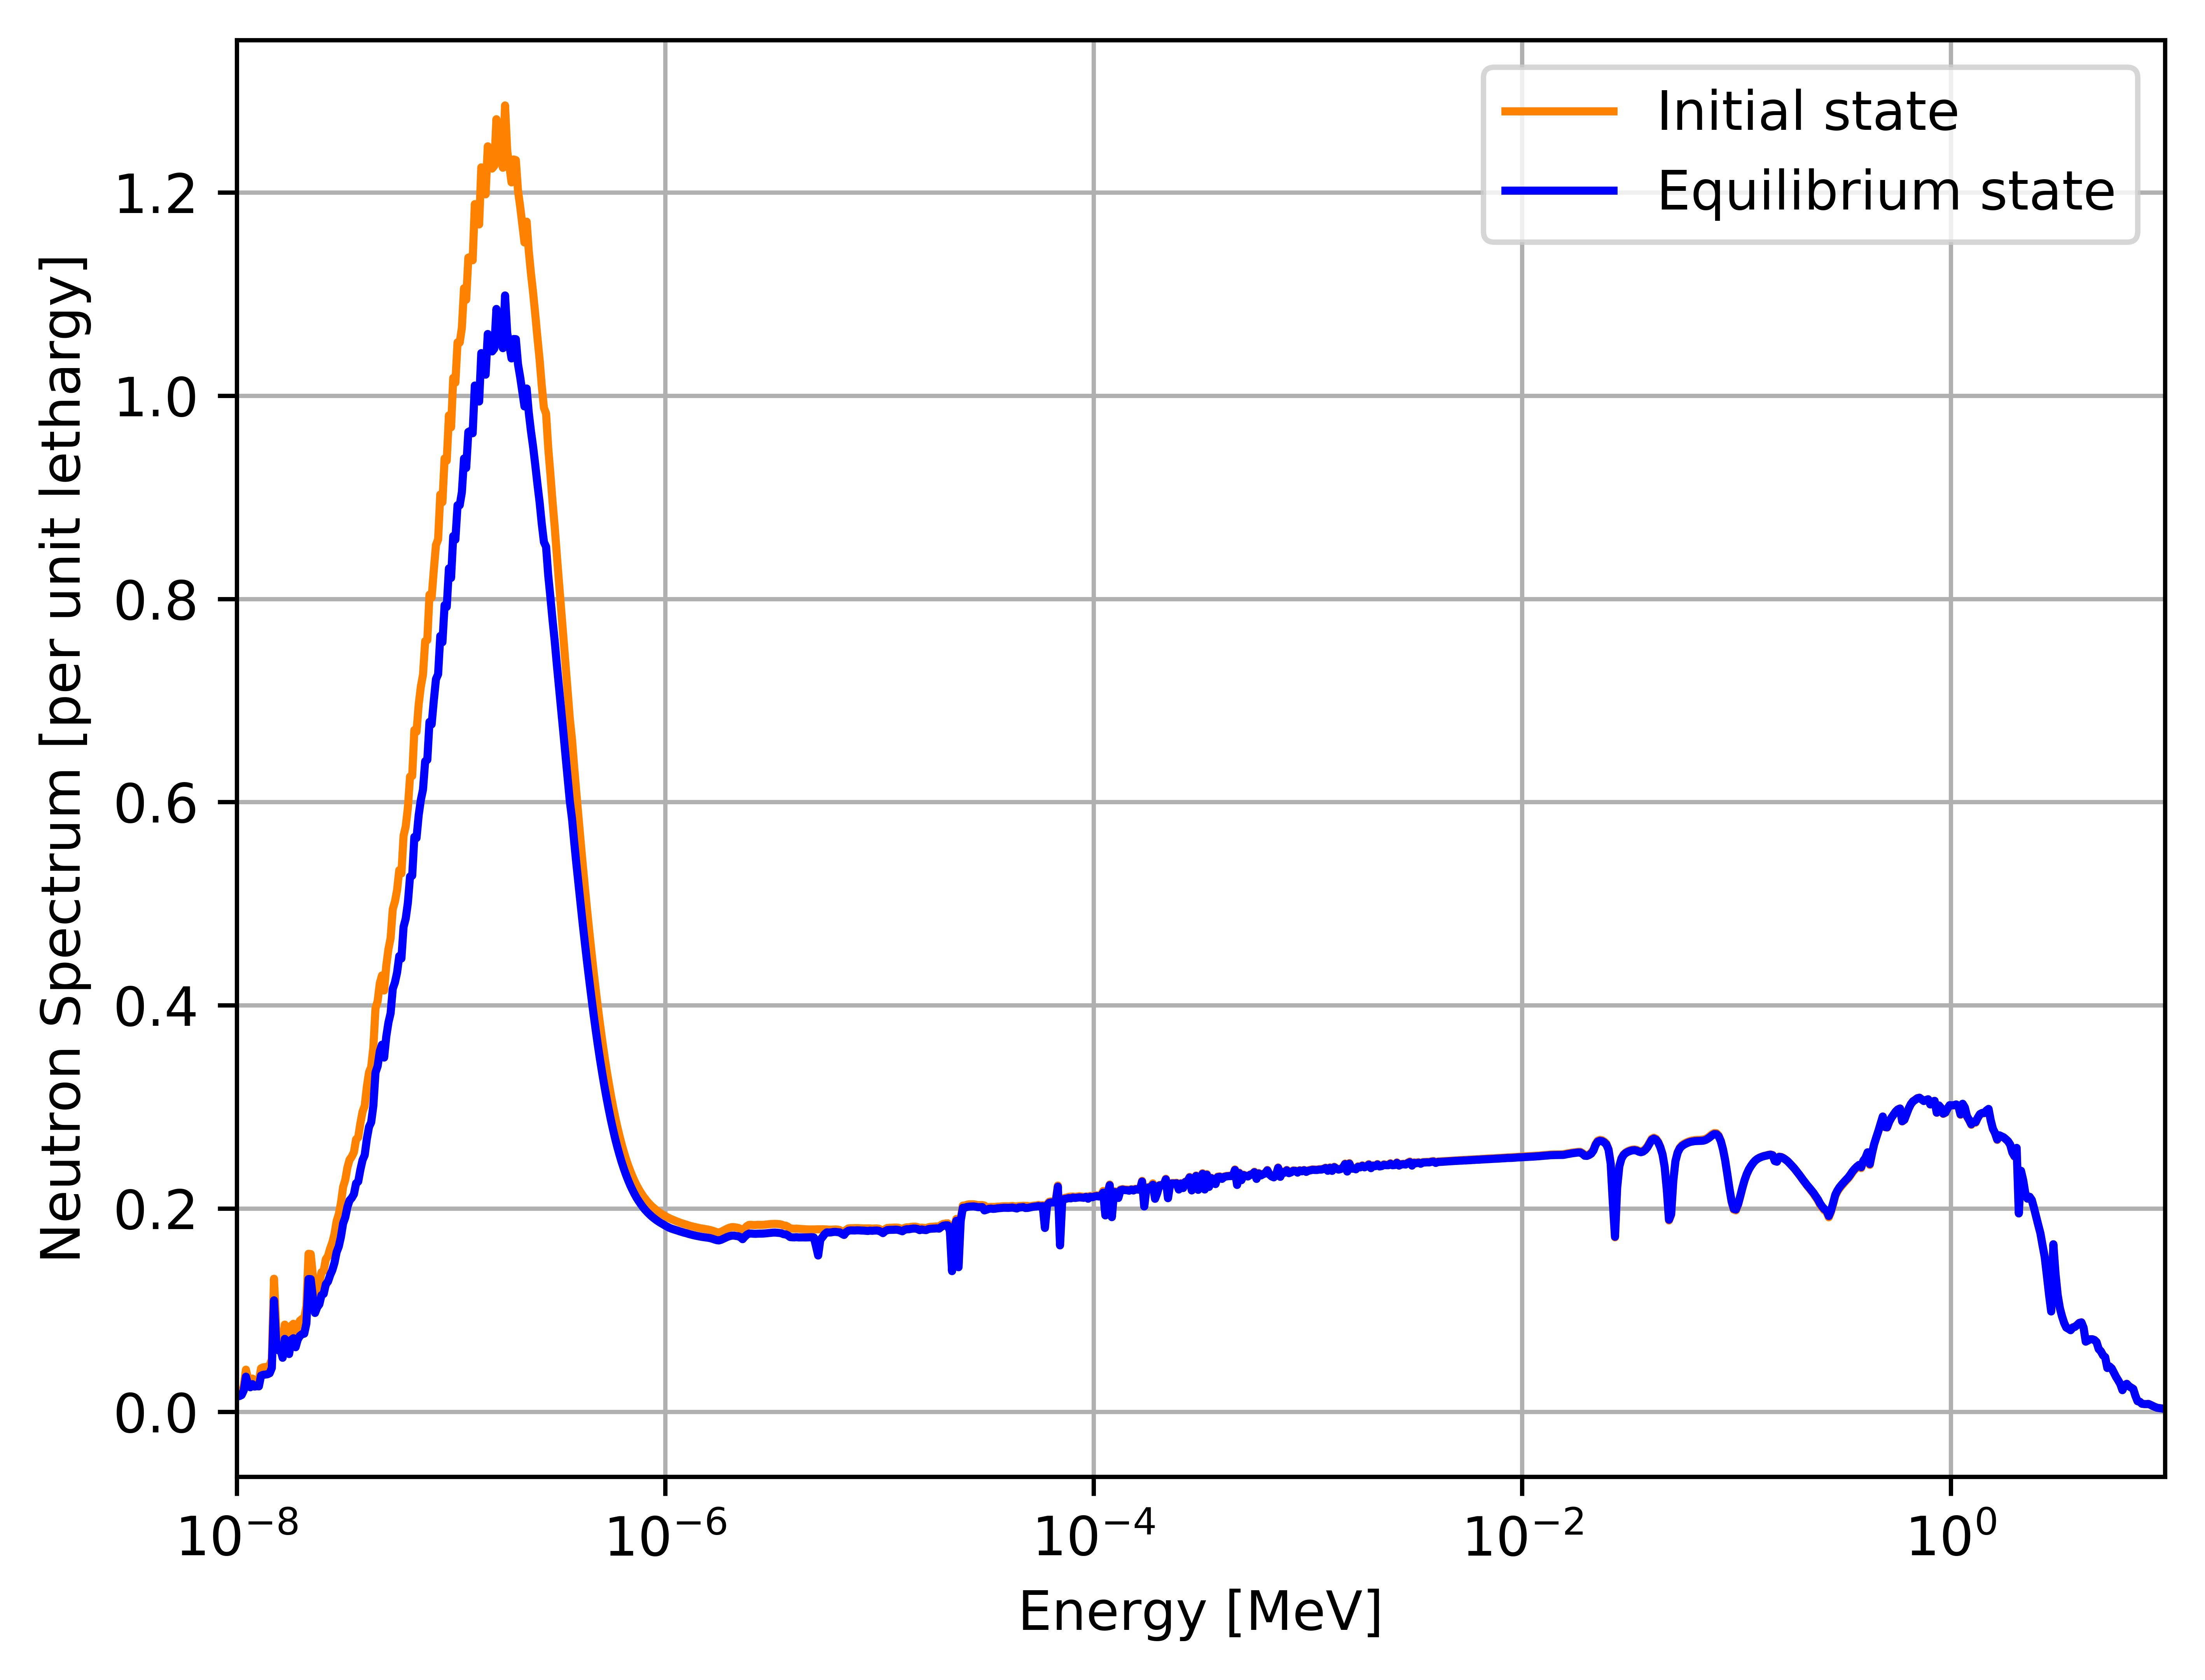 Initial state
Equilibrium state
Neutron Spectrum [per unit lethargy]
1.2
1.0
0.8
0.6
0.4
0.2
0.0
10⁻⁸ 10⁻⁶ 10⁻⁴ 10⁻² 10⁰
Energy [MeV]